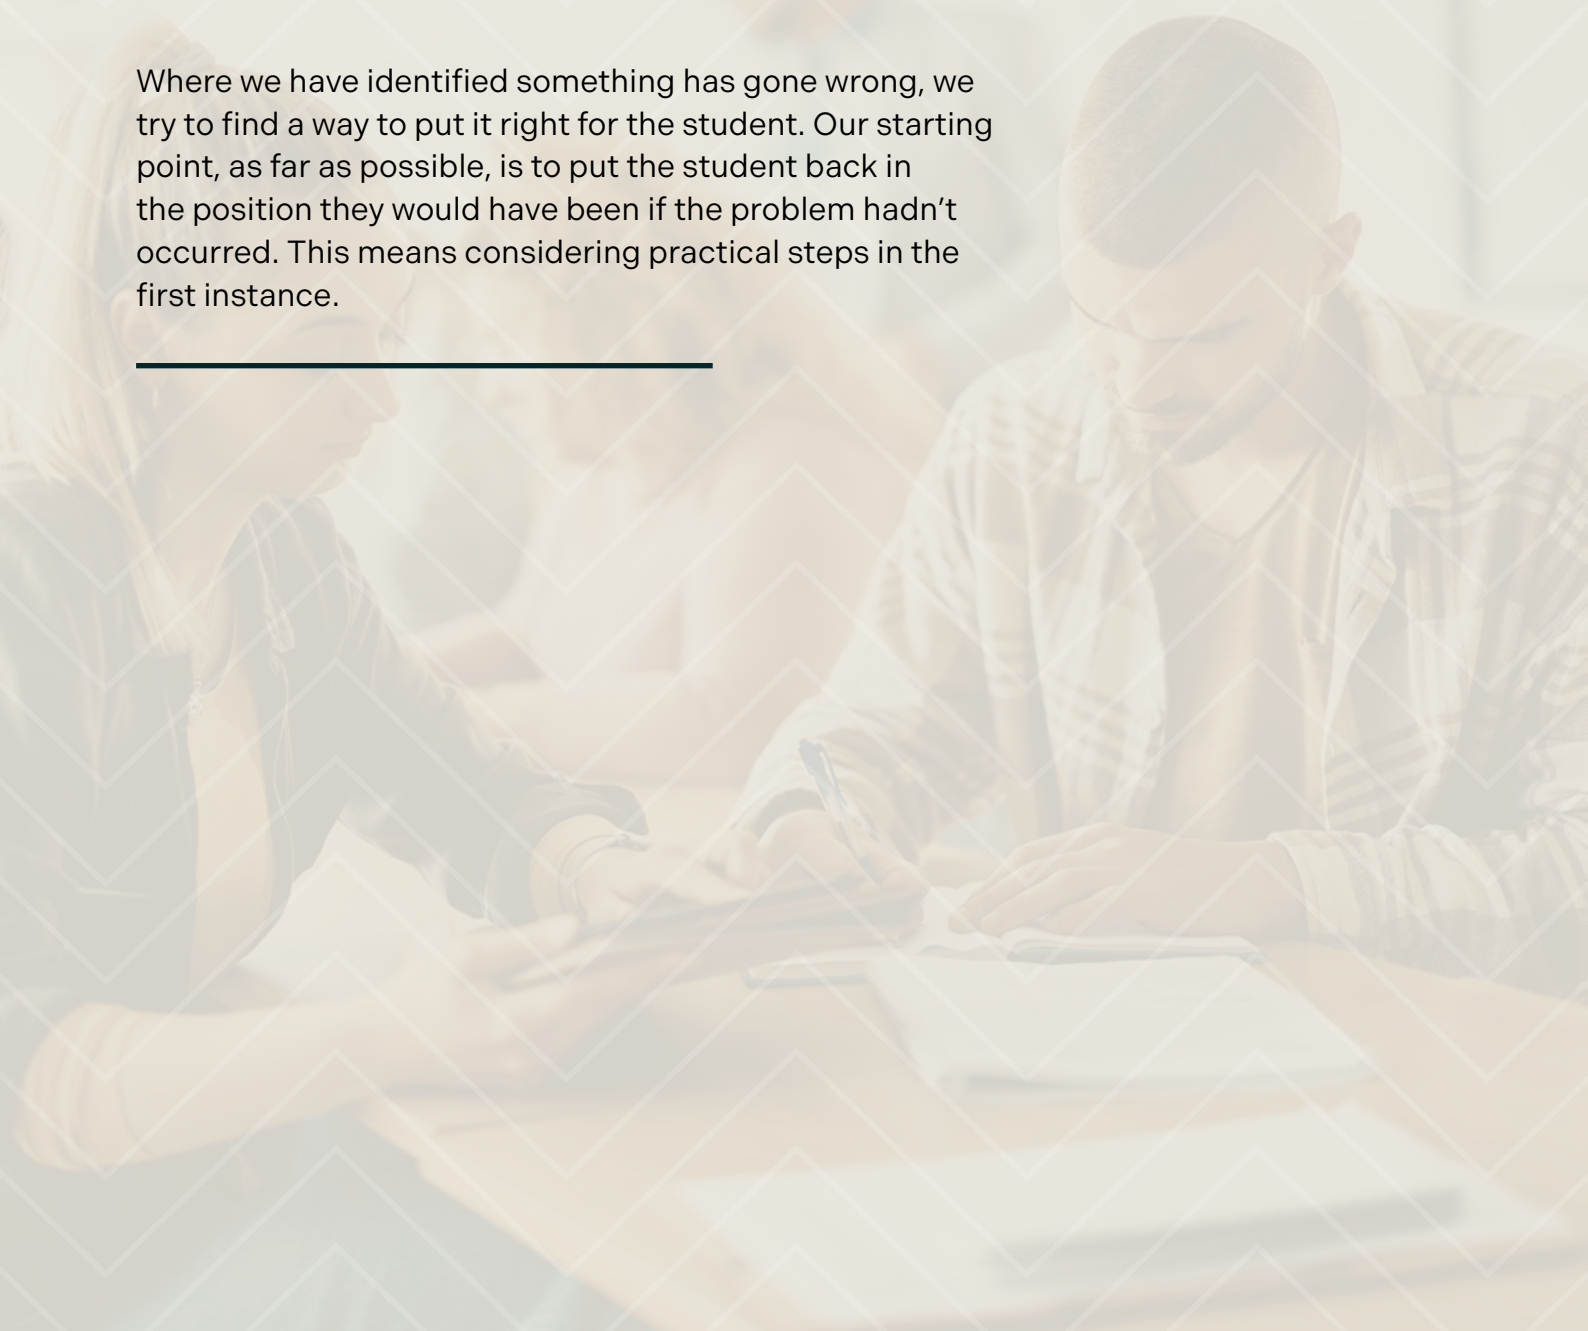 Where we have identified something has gone wrong, we
try to find a way to put it right for the student. Our starting
point, as far as possible, is to put the student back in
the position they would have been if the problem hadn’t
occurred. This means considering practical steps in the
first instance.